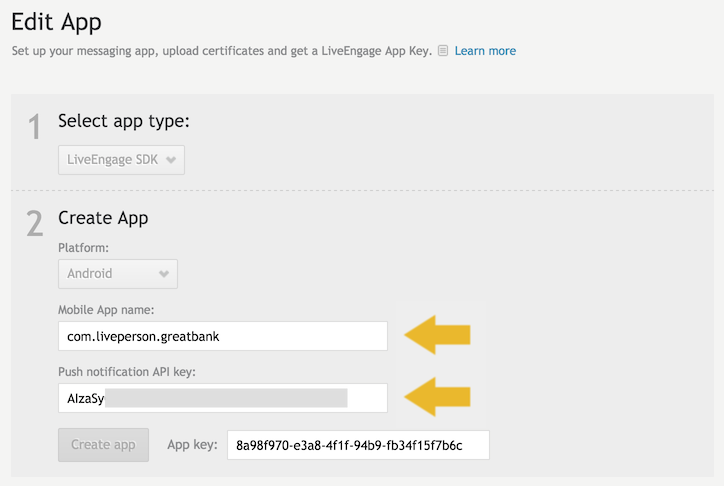 Edit App
Set up your messaging app, upload certificates and get a LiveEngage App Key. Learn more
1 Select app type:
LiveEngage SDK
2 Create App
Platform:
Android
Mobile App name:
com.liveperson.greatbank
Push notification API key:
AIzaSy
Create app App key: 8a98f970-e3a8-4f1f-94b9-fb34f15f7b6c